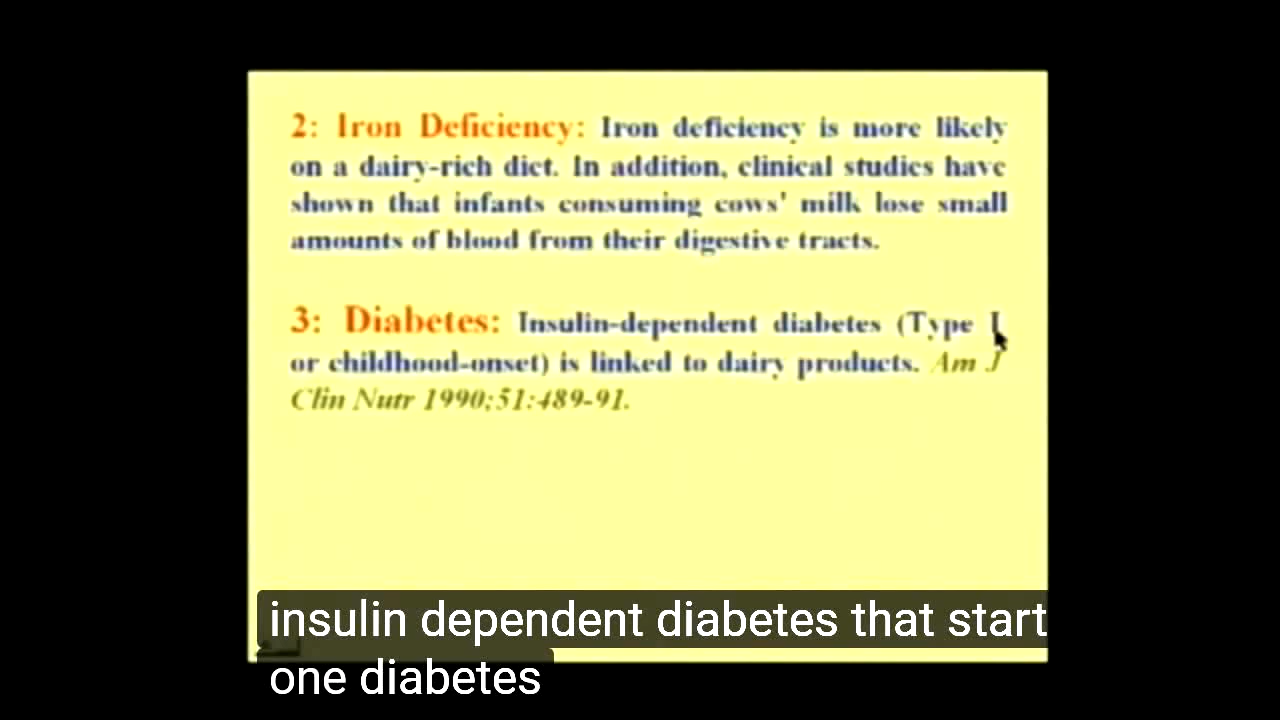 2: Iron Deficiency: Iron deficiency is more likely
on a dairy-rich diet. In addition, clinical studies have
shown that infants consuming cows' milk lose small
amounts of blood from their digestive tracts.
3: Diabetes: Insulin-dependent diabetes (Type I
or childhood-onset) is linked to dairy products. Am J
Clin Nutr 1990;51:489-91.
insulin dependent diabetes that start
one diabetes